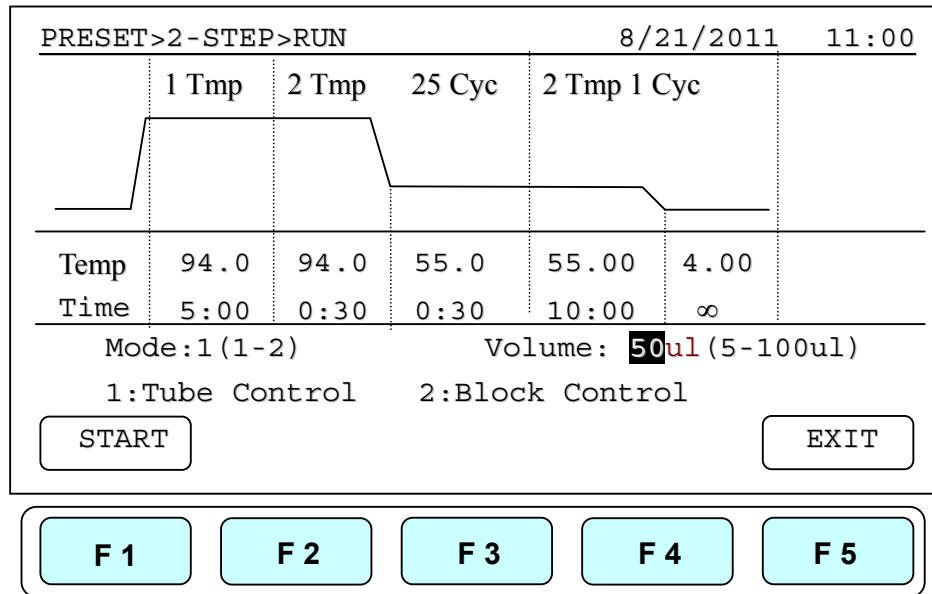 PRESET>2-STEP>RUN 8/21/2011 11:00
1 Tmp 2 Tmp 25 Cyc 2 Tmp 1 Cyc
Temp 94.0 94.0 55.0 55.00 4.00
Time 5:00 0:30 0:30 10:00 ∞
Mode:1(1-2) Volume: 50ul(5-100ul)
1:Tube Control 2:Block Control
START EXIT
F 1 F 2 F 3 F 4 F 5